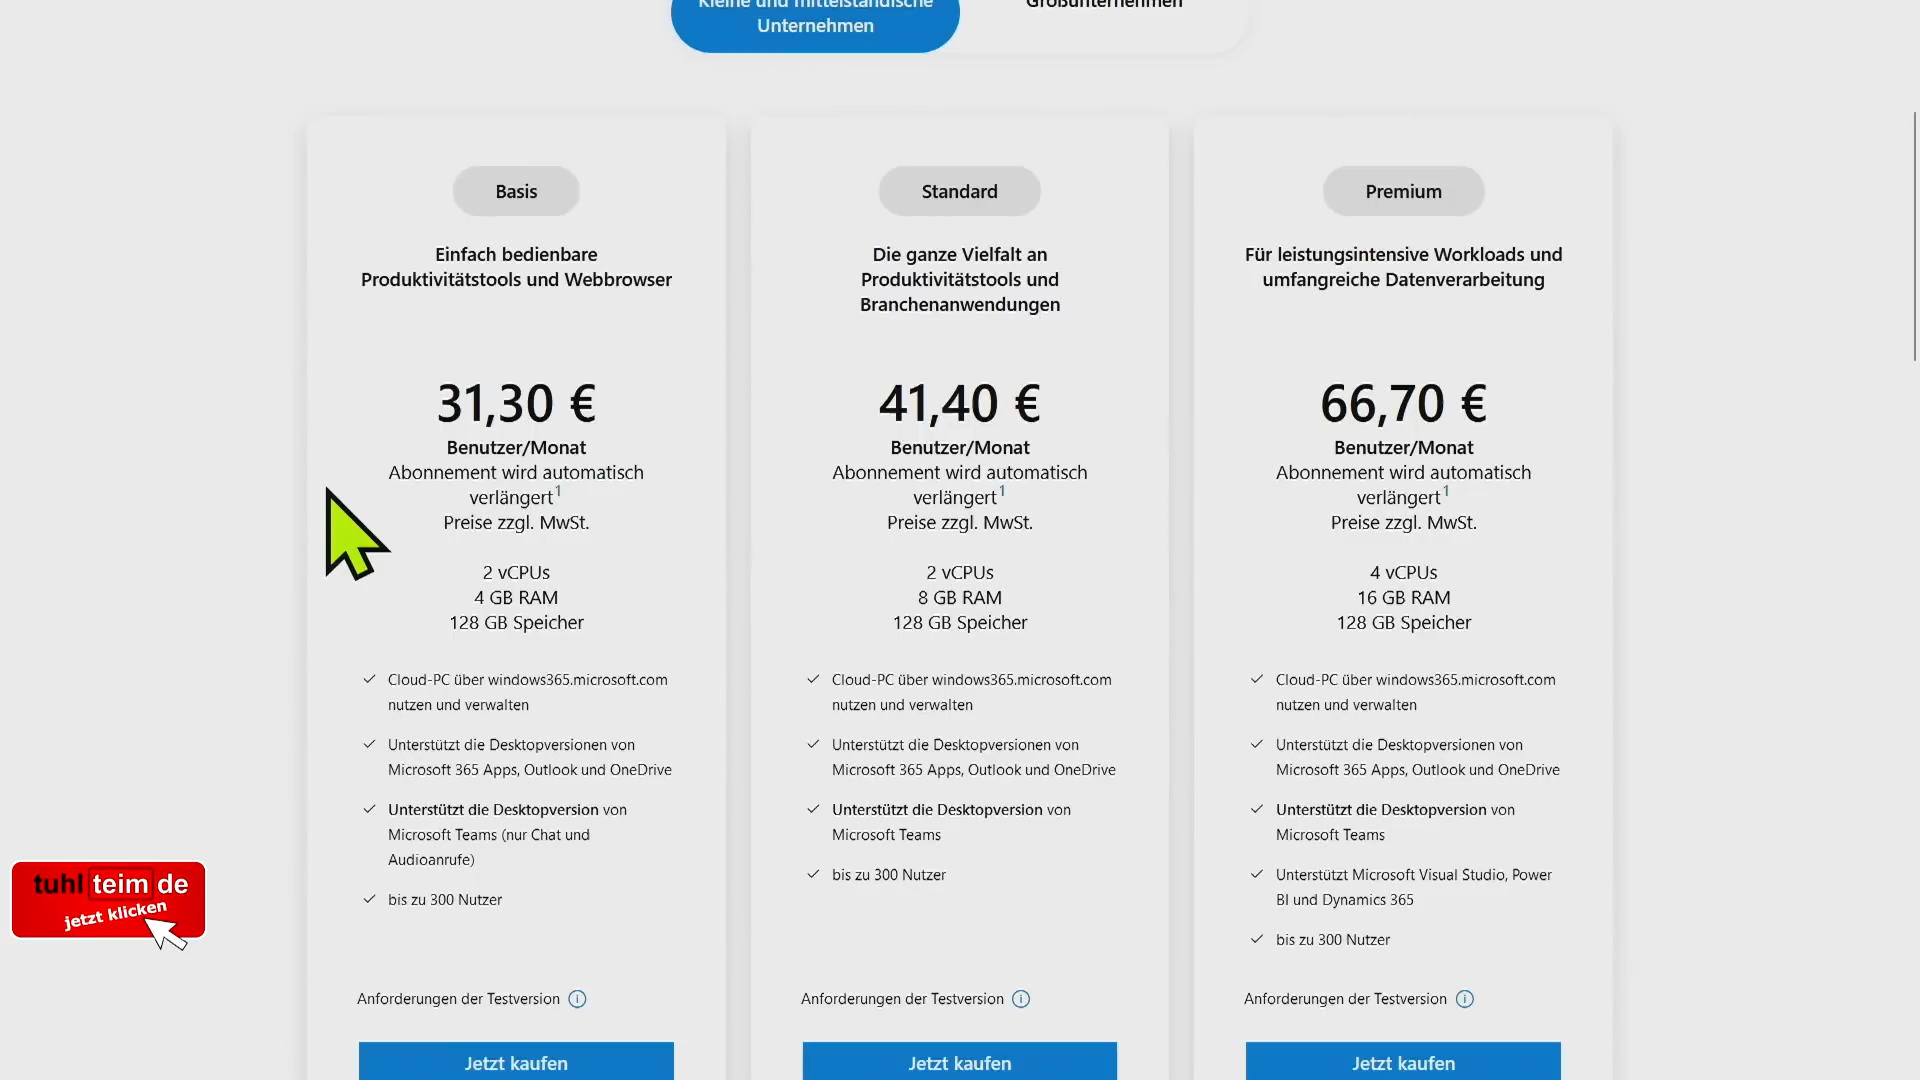 Kleine und mittelständische
Unternehmen
Großunternehmen
Basis
Einfach bedienbare
Produktivitätstools und Webbrowser
31,30 €
Benutzer/Monat
Abonnement wird automatisch
verlängert1
Preise zzgl. MwSt.
2 vCPUs
4 GB RAM
128 GB Speicher
Cloud-PC über windows365.microsoft.com
nutzen und verwalten
Unterstützt die Desktopversionen von
Microsoft 365 Apps, Outlook und OneDrive
Unterstützt die Desktopversion von
Microsoft Teams (nur Chat und
Audioanrufe)
bis zu 300 Nutzer
Anforderungen der Testversion
Jetzt kaufen
Standard
Die ganze Vielfalt an
Produktivitätstools und
Branchenanwendungen
41,40 €
Benutzer/Monat
Abonnement wird automatisch
verlängert1
Preise zzgl. MwSt.
2 vCPUs
8 GB RAM
128 GB Speicher
Cloud-PC über windows365.microsoft.com
nutzen und verwalten
Unterstützt die Desktopversionen von
Microsoft 365 Apps, Outlook und OneDrive
Unterstützt die Desktopversion von
Microsoft Teams
bis zu 300 Nutzer
Anforderungen der Testversion
Jetzt kaufen
Premium
Für leistungsintensive Workloads und
umfangreiche Datenverarbeitung
66,70 €
Benutzer/Monat
Abonnement wird automatisch
verlängert1
Preise zzgl. MwSt.
4 vCPUs
16 GB RAM
128 GB Speicher
Cloud-PC über windows365.microsoft.com
nutzen und verwalten
Unterstützt die Desktopversionen von
Microsoft 365 Apps, Outlook und OneDrive
Unterstützt die Desktopversion von
Microsoft Teams
Unterstützt Microsoft Visual Studio, Power
BI und Dynamics 365
bis zu 300 Nutzer
Anforderungen der Testversion
Jetzt kaufen
tuhl teim de
jetzt klicken